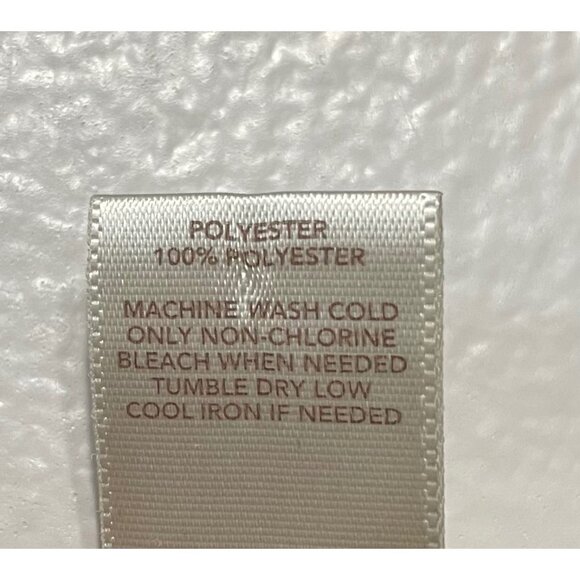 POLYESTER
100% POLYESTER
MACHINE WASH COLD
ONLY NON-CHLORINE
BLEACH WHEN NEEDED
TUMBLE DRY LOW
COOL IRON IF NEEDED